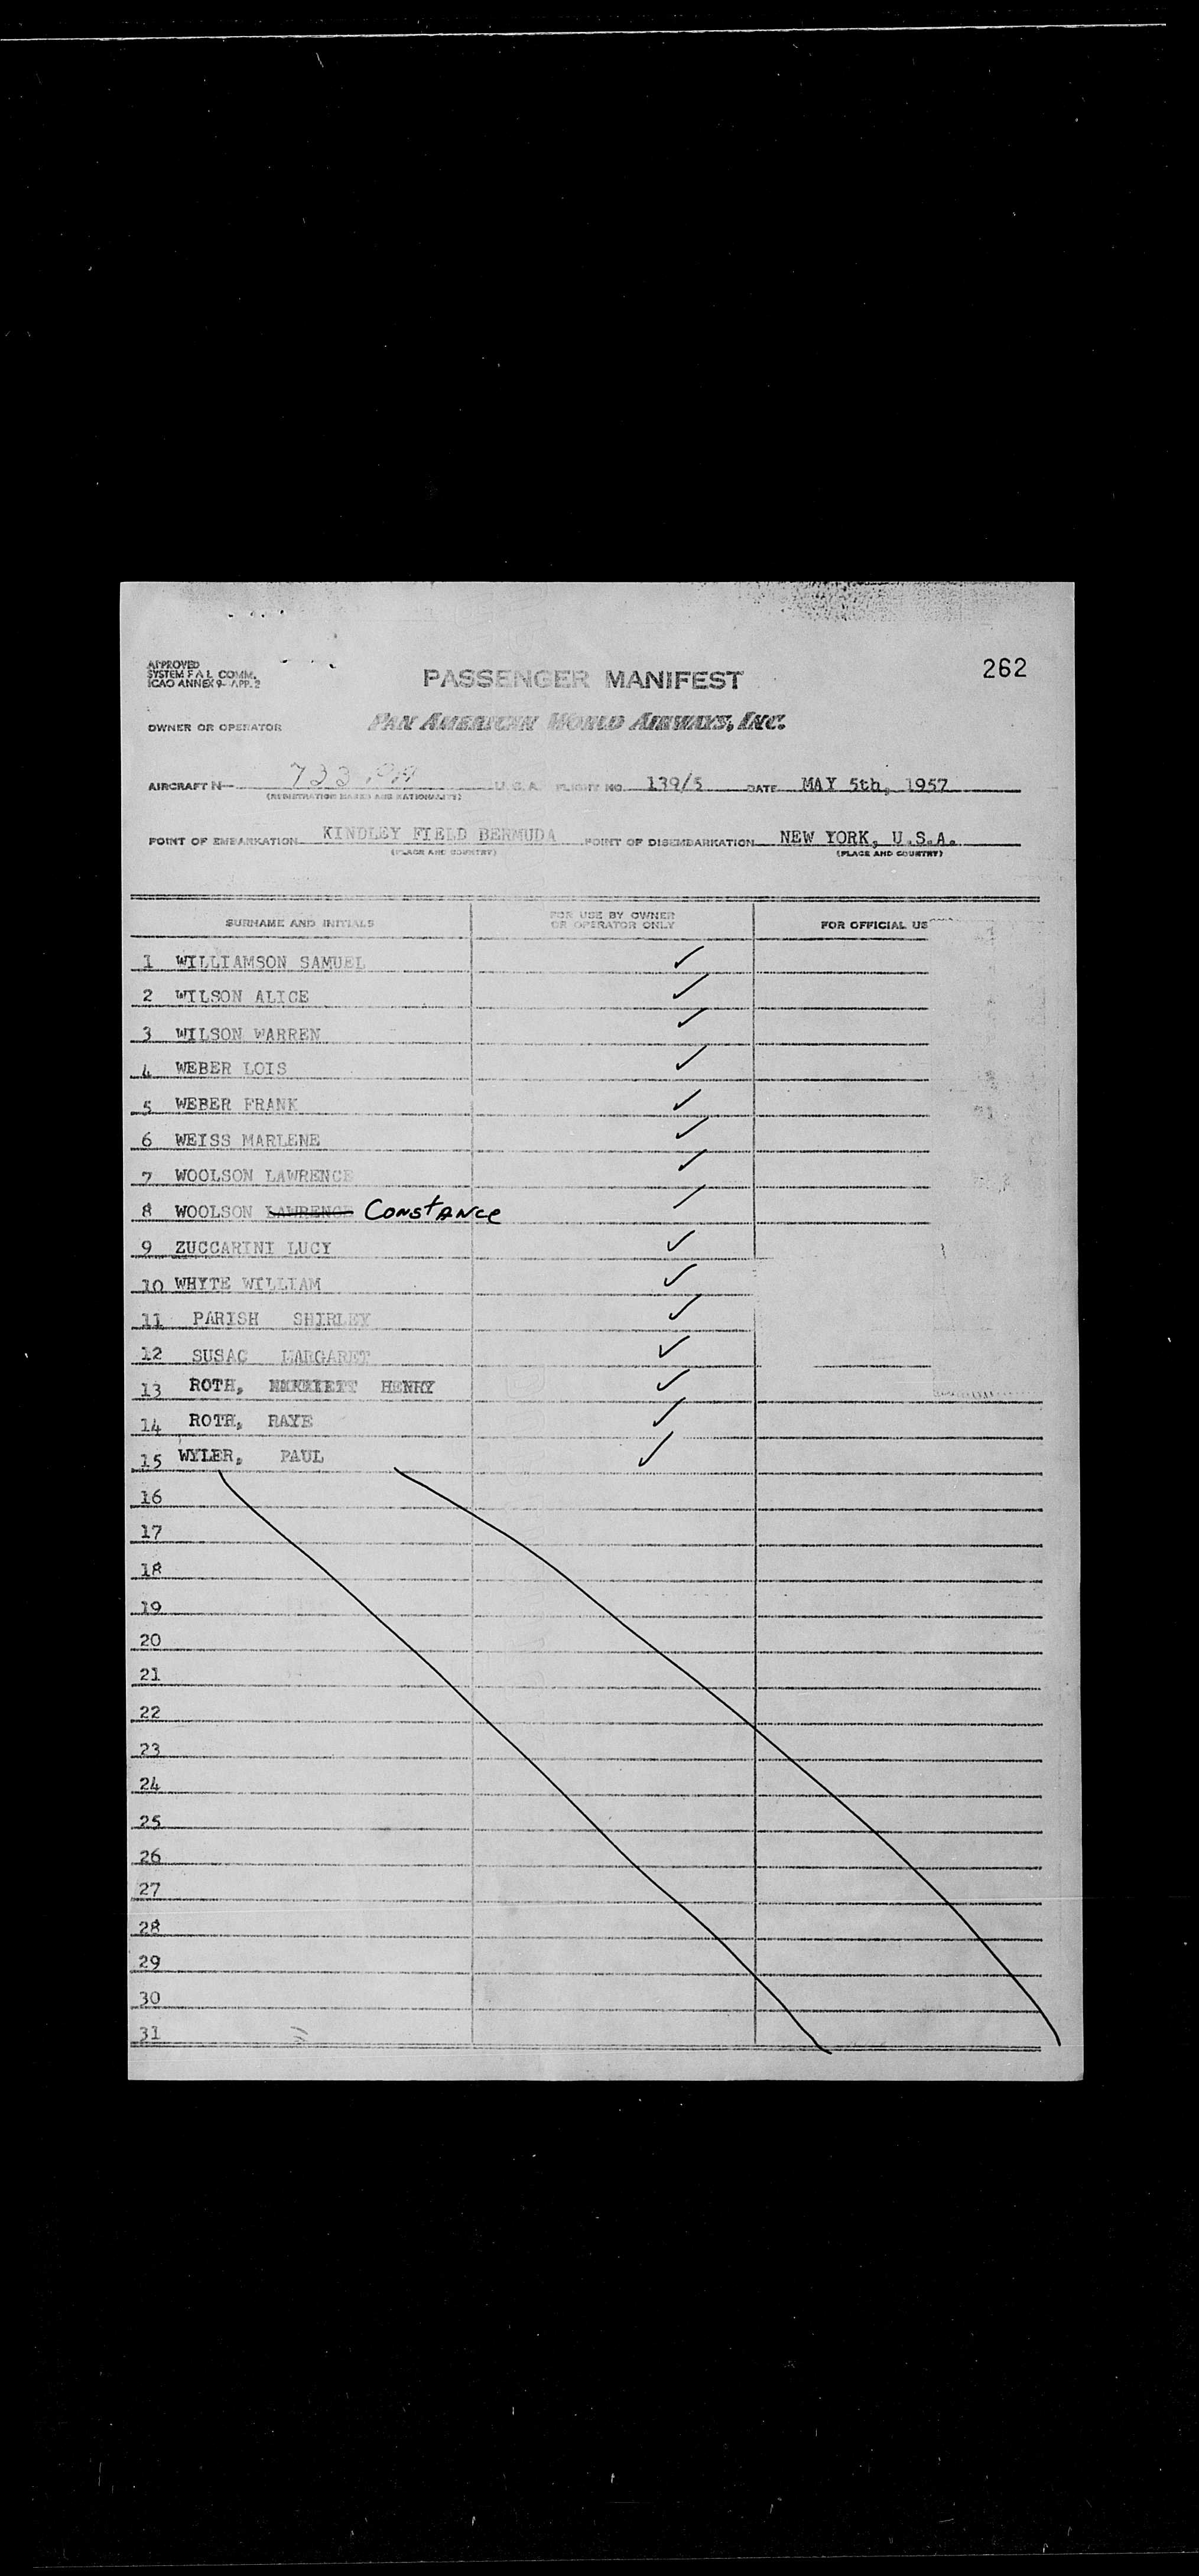 262
APPROVED
SYSTEM F A L COMM.
ICAO ANNEX 9- APP. 2
PASSENGER MANIFEST
OWNER OR OPERATOR PAN AMERICAN WORLD AIRWAYS, INC.
AIRCRAFT N— 733 U.S.A. FLIGHT NO. 139/5 DATE MAY 5th, 1957
(REGISTRATION MARKS AND NATIONALITY)
POINT OF EMBARKATION KINDLEY FIELD BERMUDA POINT OF DISEMBARKATION NEW YORK, U.S.A.
(PLACE AND COUNTRY) (PLACE AND COUNTRY)
SURNAME AND INITIALS FOR USE BY OWNER OR OPERATOR ONLY FOR OFFICIAL US
1 WILLIAMSON SAMUEL ✓
2 WILSON ALICE ✓
3 WILSON WARREN ✓
4 WEBER LOIS ✓
5 WEBER FRANK ✓
6 WEISS MARLENE ✓
7 WOOLSON LAWRENCE ✓
8 WOOLSON LAWRENCE Constance ✓
9 ZUCCARINI LUCY ✓
10 WHYTE WILLIAM ✓
11 PARISH SHIRLEY ✓
12 SUSAC MARGARET ✓
13 ROTH, HENRY ✓
14 ROTH, RAYE ✓
15 WYLER, PAUL ✓
16
17
18
19
20
21
22
23
24
25
26
27
28
29
30
31